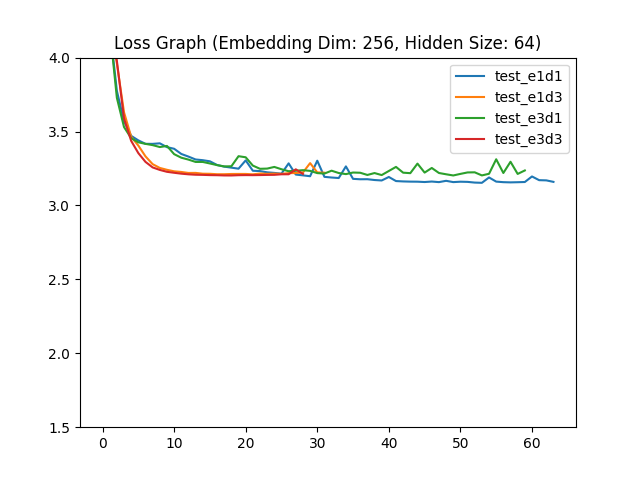 Loss Graph (Embedding Dim: 256, Hidden Size: 64)
4.0
3.5
3.0
2.5
2.0
1.5
0 10 20 30 40 50 60
test_e1d1
test_e1d3
test_e3d1
test_e3d3